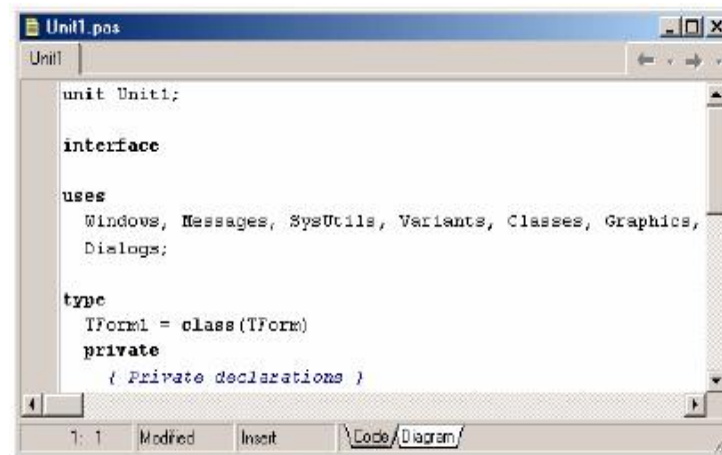 Unit1.pas
Unit1
unit Unit1;
interface
uses
Windows, Messages, SysUtils, Variants, Classes, Graphics,
Dialogs;
type
TForm1 = class(TForm)
private
{ Private declarations }
1: 1 Modified Insert Code Diagram